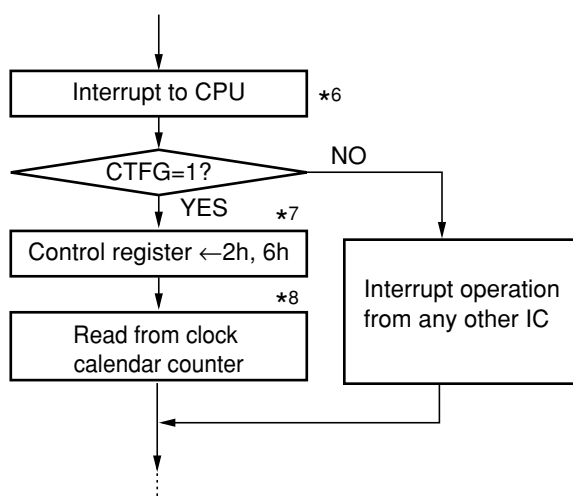 Interrupt to CPU
*6
CTFG=1?
NO
YES
*7
Control register ←2h, 6h
*8
Interrupt operation
from any other IC
Read from clock
calendar counter